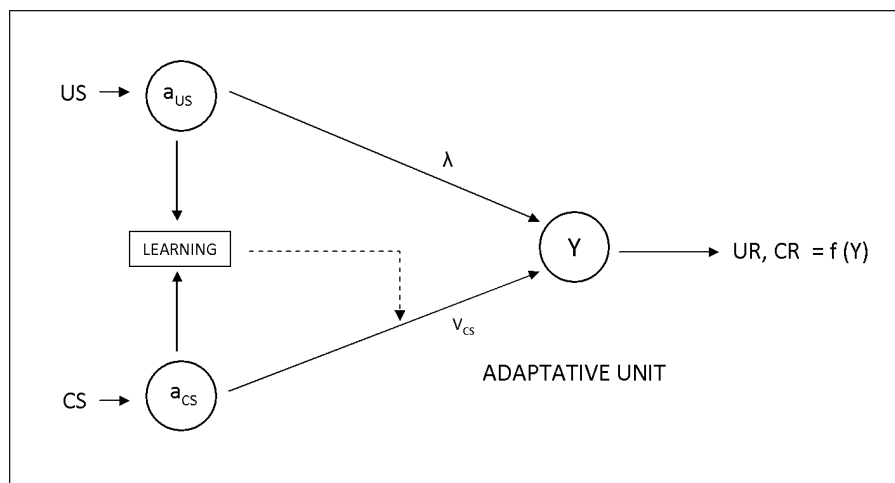 US
a_US
λ
LEARNING
Y
UR, CR = f (Y)
V_CS
CS
a_CS
ADAPTATIVE UNIT